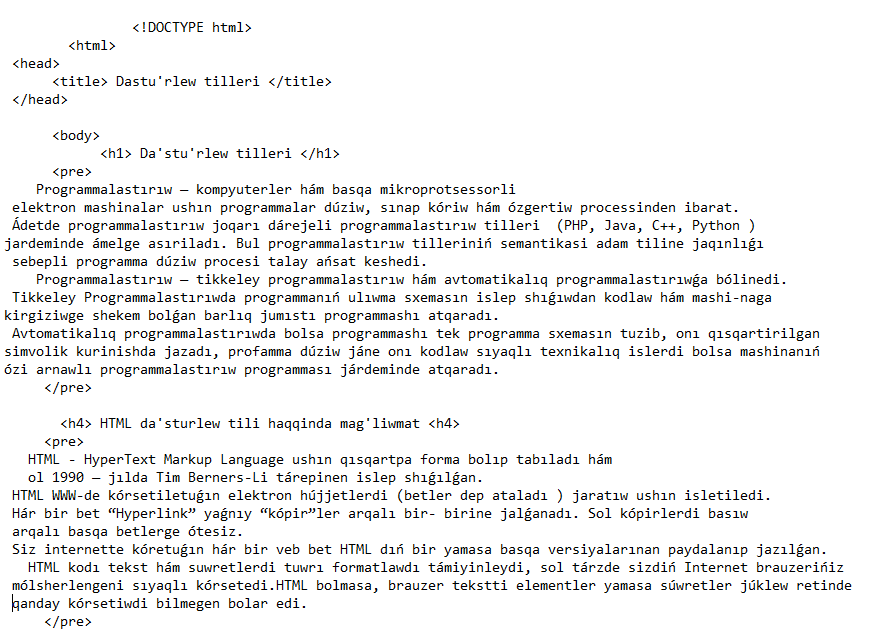 <!DOCTYPE html>
<html>
<head>
<title> Dastu'rlew tilleri </title>
</head>
<body>
<h1> Da'stu'rlew tilleri </h1>
<pre>
Programmalastırıw – kompyuterler hám basqa mikroprotsessorli
elektron mashinalar ushın programmalar dúziw, sınap kóriw hám ózgertiw processinden ibarat.
Ádetde programmalastırıw joqarı dárejeli programmalastırıw tilleri  (PHP, Java, C++, Python )
jardeminde ámelge asıriladı. Bul programmalastırıw tilleriniń semantikasi adam tiline jaqınlıǵı
sebepli programma dúziw procesi talay ańsat keshedi.
Programmalastırıw – tikkeley programmalastırıw hám avtomatikalıq programmalastırıwǵa bólinedi.
Tikkeley Programmalastırıwda programmanıń ulıwma sxemasın islep shıǵıwdan kodlaw hám mashi-naga
kirgiziwge shekem bolǵan barlıq jumıstı programmashı atqaradı.
Avtomatikalıq programmalastırıwda bolsa programmashı tek programma sxemasın tuzib, onı qısqartirilgan
simvolik kurinishda jazadı, profamma dúziw jáne onı kodlaw sıyaqlı texnikalıq islerdi bolsa mashinanıń
ózi arnawlı programmalastırıw programması járdeminde atqaradı.
</pre>
<h4> HTML da'sturlew tili haqqinda mag'liwmat <h4>
<pre>
HTML - HyperText Markup Language ushın qısqartpa forma bolıp tabıladı hám
ol 1990 – jılda Tim Berners-Li tárepinen islep shıǵılǵan.
HTML WWW-de kórsetiletuǵın elektron hújjetlerdi (betler dep ataladı ) jaratıw ushın isletiledi.
Hár bir bet “Hyperlink” yaǵnıy “kópir”ler arqalı bir- birine jalǵanadı. Sol kópirlerdi basıw
arqalı basqa betlerge ótesiz.
Siz internette kóretuǵın hár bir veb bet HTML dıń bir yamasa basqa versiyalarınan paydalanıp jazılǵan.
HTML kodı tekst hám suwretlerdi tuwrı formatlawdı támiyinleydi, sol tárzde sizdiń Internet brauzerińiz
mólsherlengeni sıyaqlı kórsetedi.HTML bolmasa, brauzer tekstti elementler yamasa súwretler júklew retinde
qanday kórsetiwdi bilmegen bolar edi.
</pre>